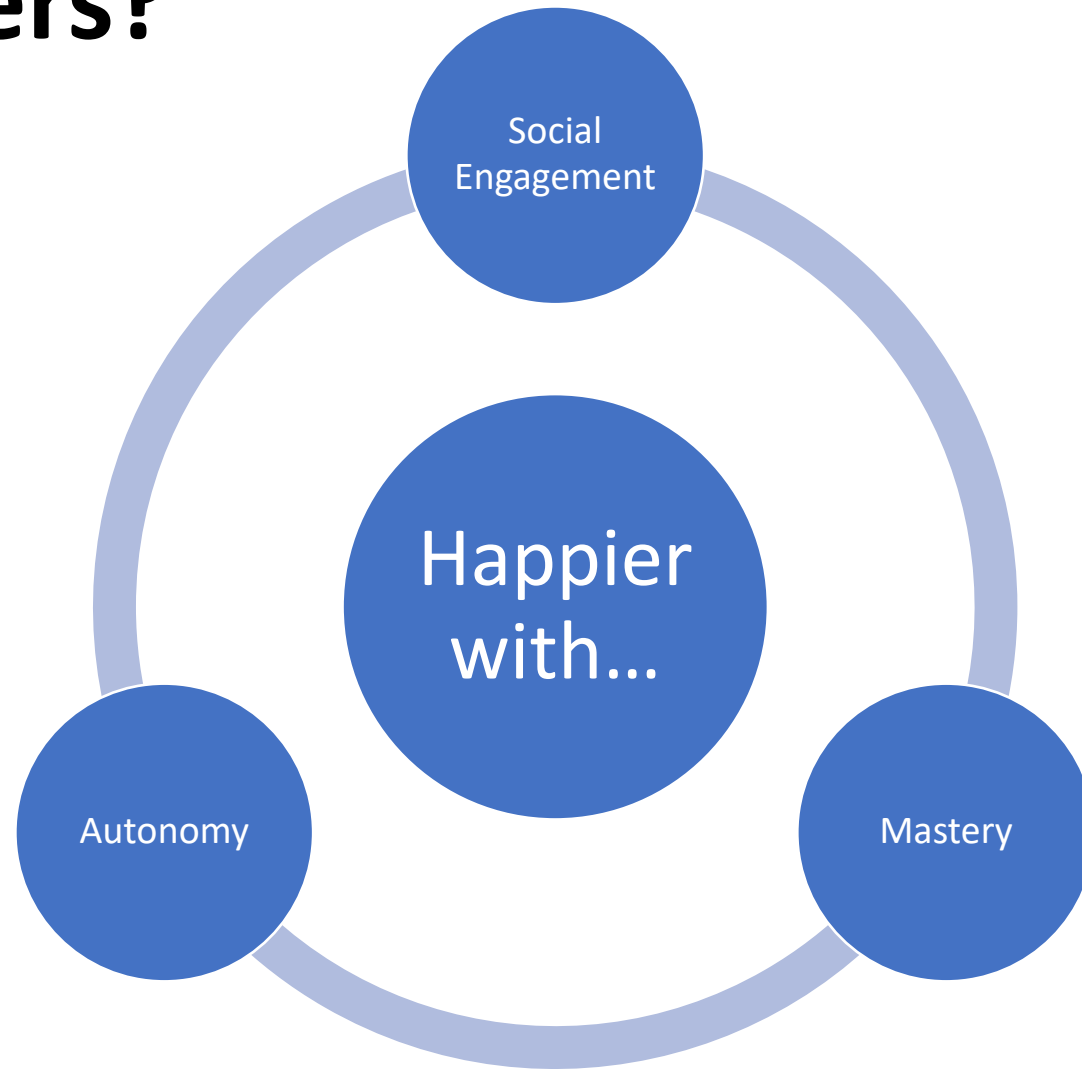 ers?
Social
Engagement
Happier
with…
Autonomy
Mastery